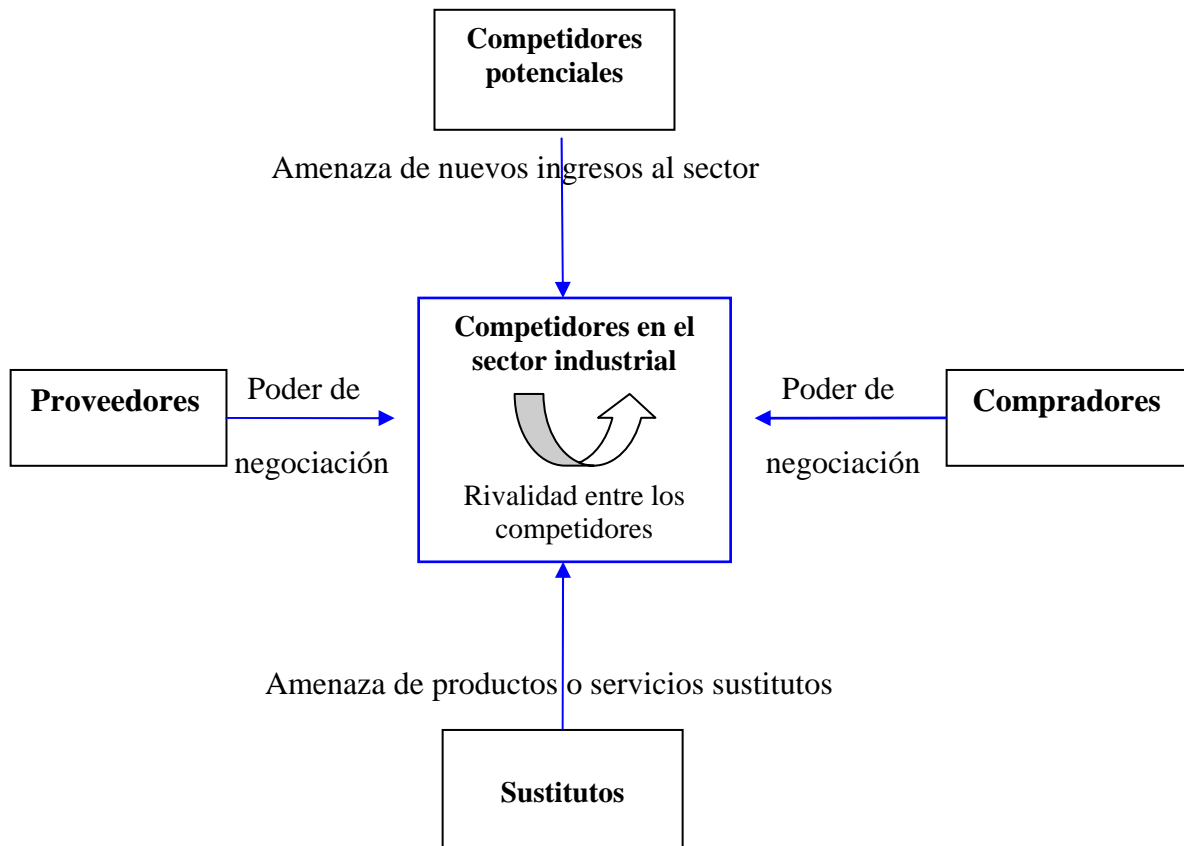 Competidores
potenciales
Amenaza de nuevos ingresos al sector
Competidores en el
sector industrial
Proveedores
Poder de
negociación
Poder de
negociación
Compradores
Rivalidad entre los
competidores
Amenaza de productos o servicios sustitutos
Sustitutos